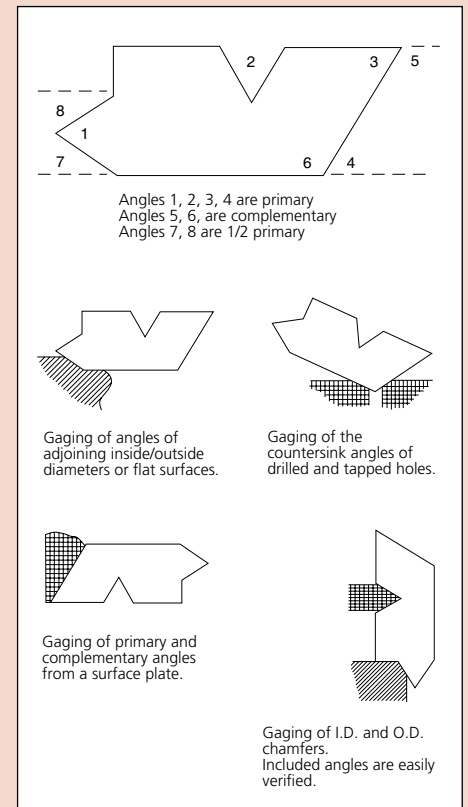 2
3
5
8
1
7
6
4
Angles 1, 2, 3, 4 are primary
Angles 5, 6, are complementary
Angles 7, 8 are 1/2 primary
Gaging of angles of
adjoining inside/outside
diameters or flat surfaces.
Gaging of the
countersink angles of
drilled and tapped holes.
Gaging of primary and
complementary angles
from a surface plate.
Gaging of I.D. and O.D.
chamfers.
Included angles are easily
verified.